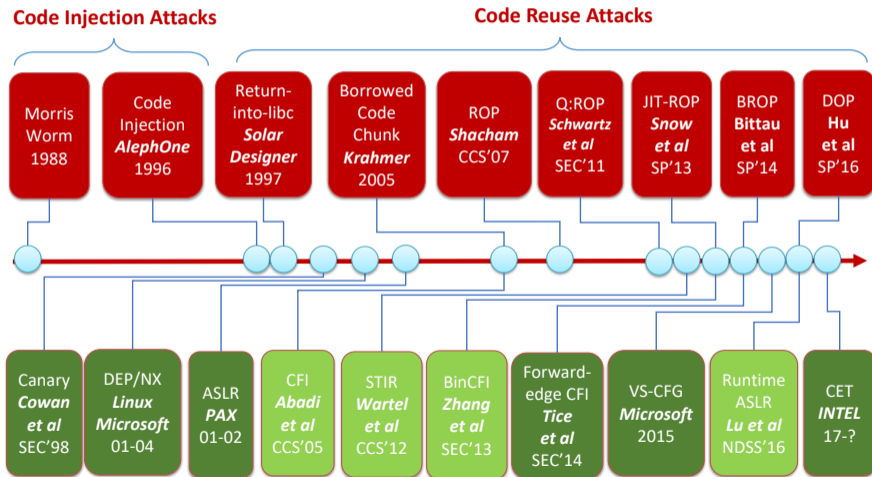 Code Injection Attacks
Code Reuse Attacks
Morris
Worm
1988
Code
Injection
AlephOne
1996
Return-
into-libc
Solar
Designer
1997
Borrowed
Code
Chunk
Krahmer
2005
ROP
Shacham
CCS'07
Q:ROP
Schwartz
et al
SEC'11
JIT-ROP
Snow
et al
SP'13
BROP
Bittau
et al
SP'14
DOP
Hu
et al
SP'16
Canary
Cowan
et al
SEC'98
DEP/NX
Linux
Microsoft
01-04
ASLR
PAX
01-02
CFI
Abadi
et al
CCS'05
STIR
Wartel
et al
CCS'12
BinCFI
Zhang
et al
SEC'13
Forward-
edge CFI
Tice
et al
SEC'14
VS-CFG
Microsoft
2015
Runtime
ASLR
Lu et al
NDSS'16
CET
INTEL
17-?